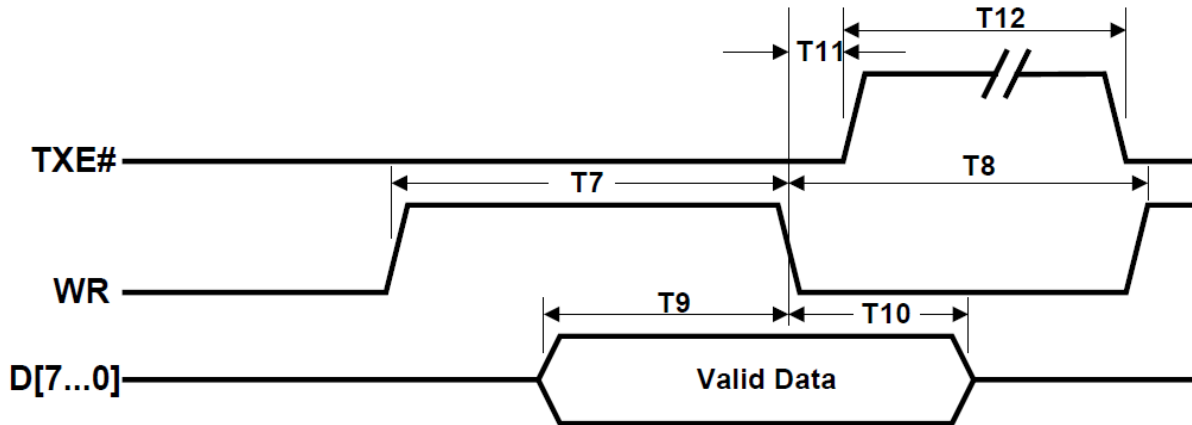 T12
T11
TXE#
T7
T8
WR
T9
T10
D[7...0]
Valid Data